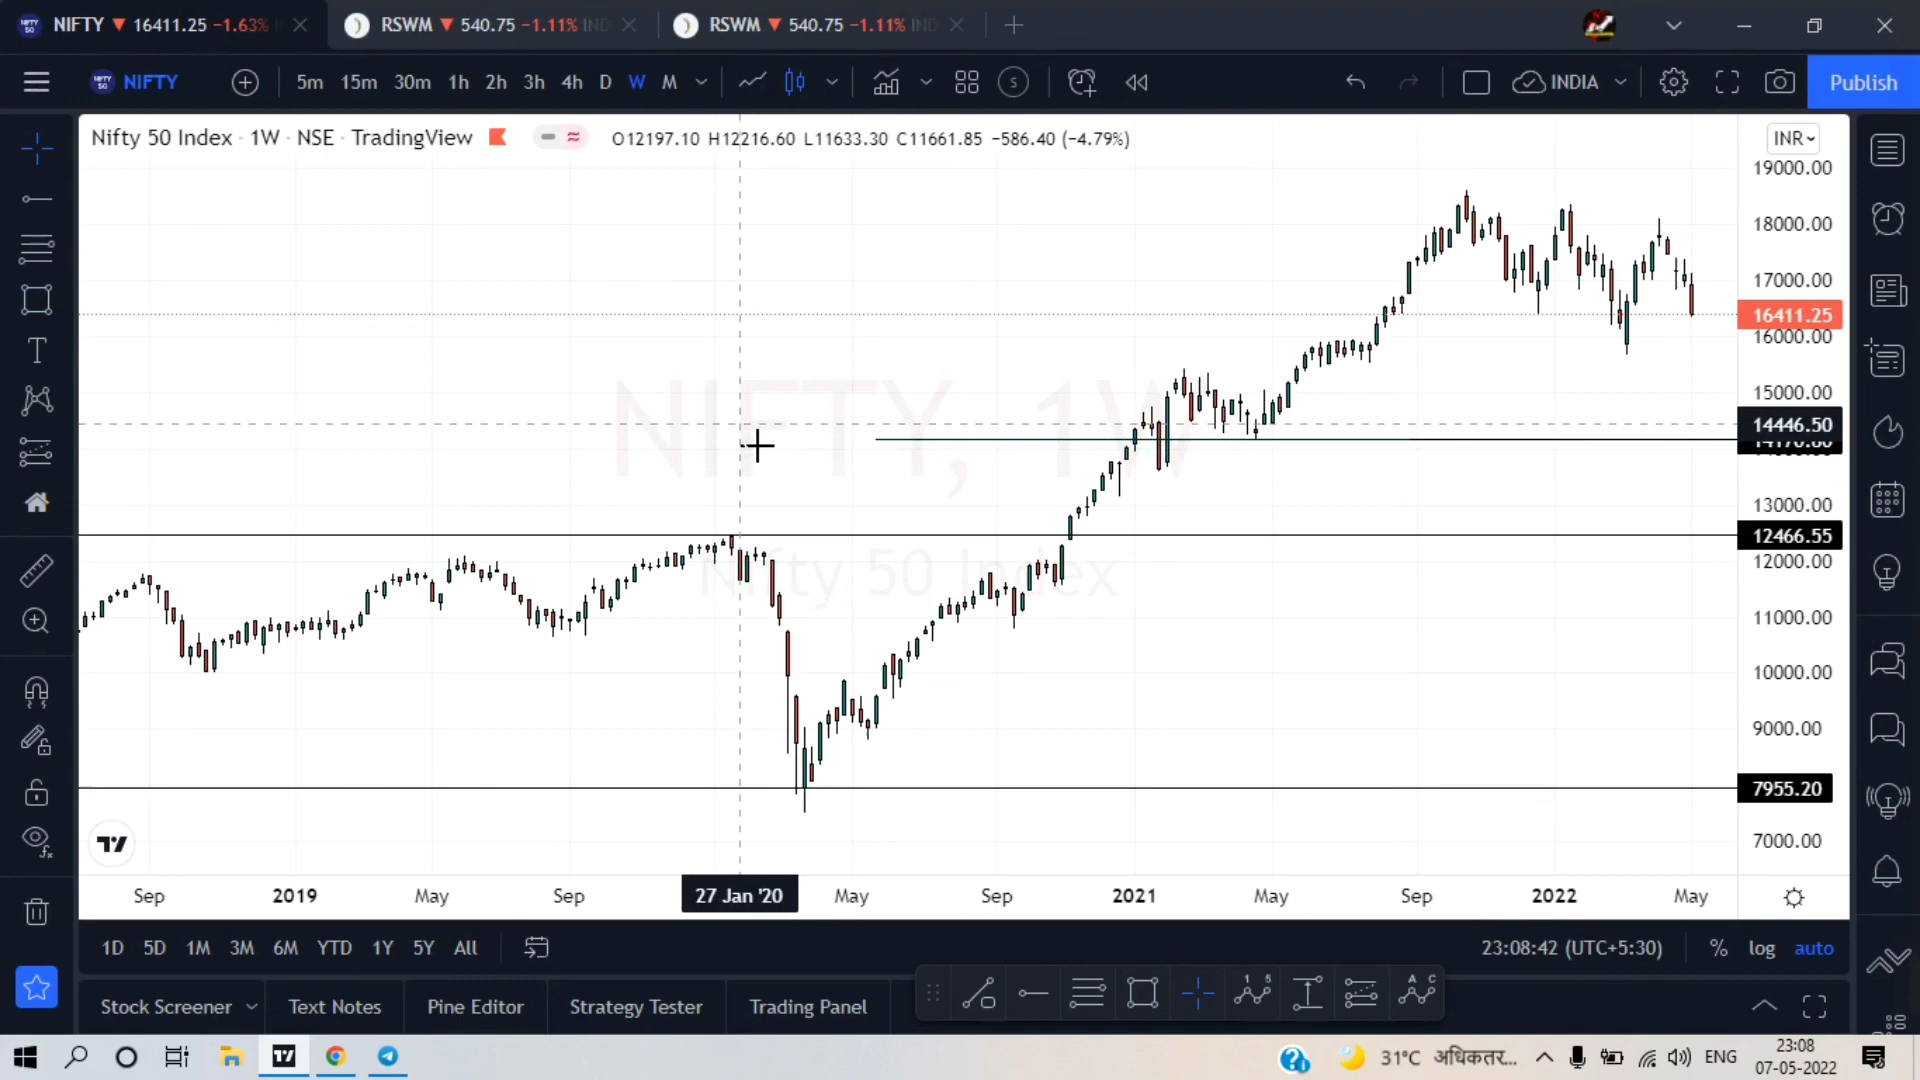 NIFTY ▼ 16411.25 −1.63%
RSWM ▼ 540.75 −1.11% IND
RSWM ▼ 540.75 −1.11% IND
NIFTY 5m 15m 30m 1h 2h 3h 4h D W M INDIA Publish
Nifty 50 Index · 1W · NSE · TradingView O12197.10 H12216.60 L11633.30 C11661.85 −586.40 (−4.79%)
INR
19000.00
18000.00
17000.00
16411.25
16000.00
15000.00
14446.50
13000.00
12466.55
12000.00
11000.00
10000.00
9000.00
7955.20
7000.00
NIFTY, 1W
Nifty 50 Index
Sep 2019 May Sep 27 Jan '20 May Sep 2021 May Sep 2022 May
1D 5D 1M 3M 6M YTD 1Y 5Y All 23:08:42 (UTC+5:30) % log auto
Stock Screener Text Notes Pine Editor Strategy Tester Trading Panel
31°C अधिकतर... ENG 23:08
07-05-2022